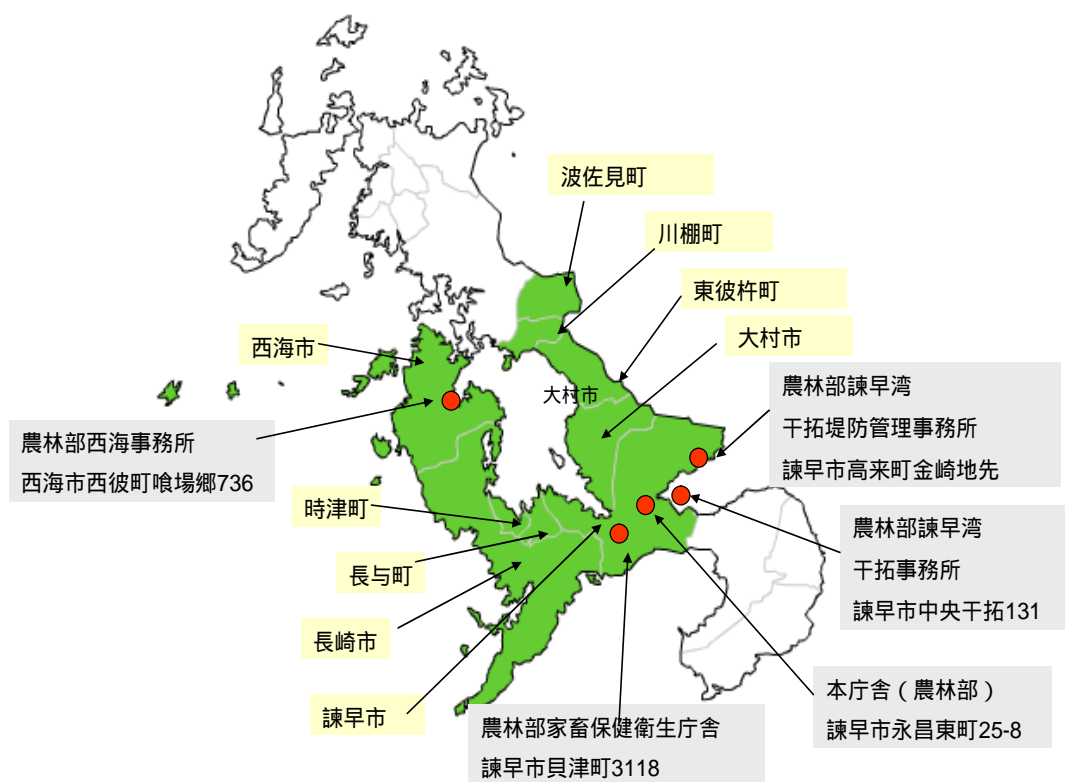 波佐見町
川棚町
東彼杵町
大村市
西海市
大村市
農林部諫早湾
干拓堤防管理事務所
諫早市高来町金崎地先
農林部西海事務所
西海市西彼町喰場郷736
時津町
農林部諫早湾
干拓事務所
諫早市中央干拓131
長与町
長崎市
本庁舎（農林部）
諫早市永昌東町25-8
諫早市
農林部家畜保健衛生庁舎
諫早市貝津町3118